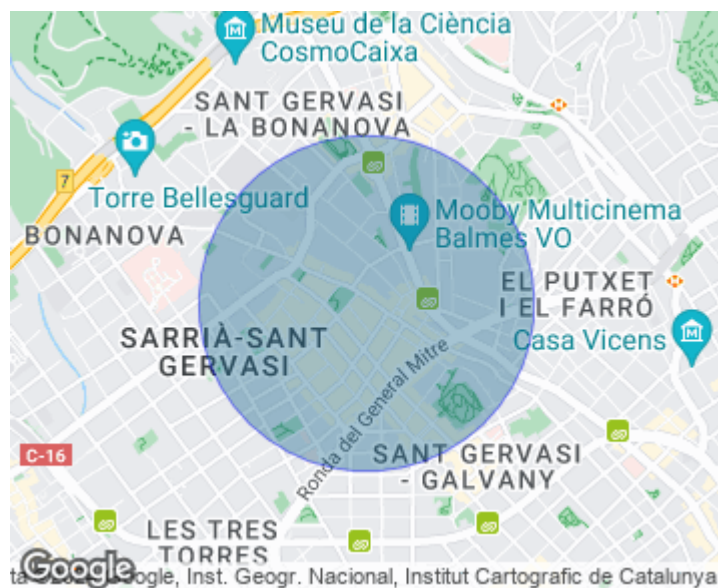 Museu de la Ciència
CosmoCaixa
SANT GERVASI
- LA BONANOVA
7
Torre Bellesguard
BONANOVA
Mooby Multicinema
Balmes VO
EL PUTXET
I EL FARRÓ
Casa Vicens
SARRIÀ-SANT
GERVASI
Ronda del General Mitre
C-16
SANT GERVASI
- GALVANY
LES TRES
TORRES
Google
Google, Inst. Geogr. Nacional, Institut Cartogràfic de Catalunya